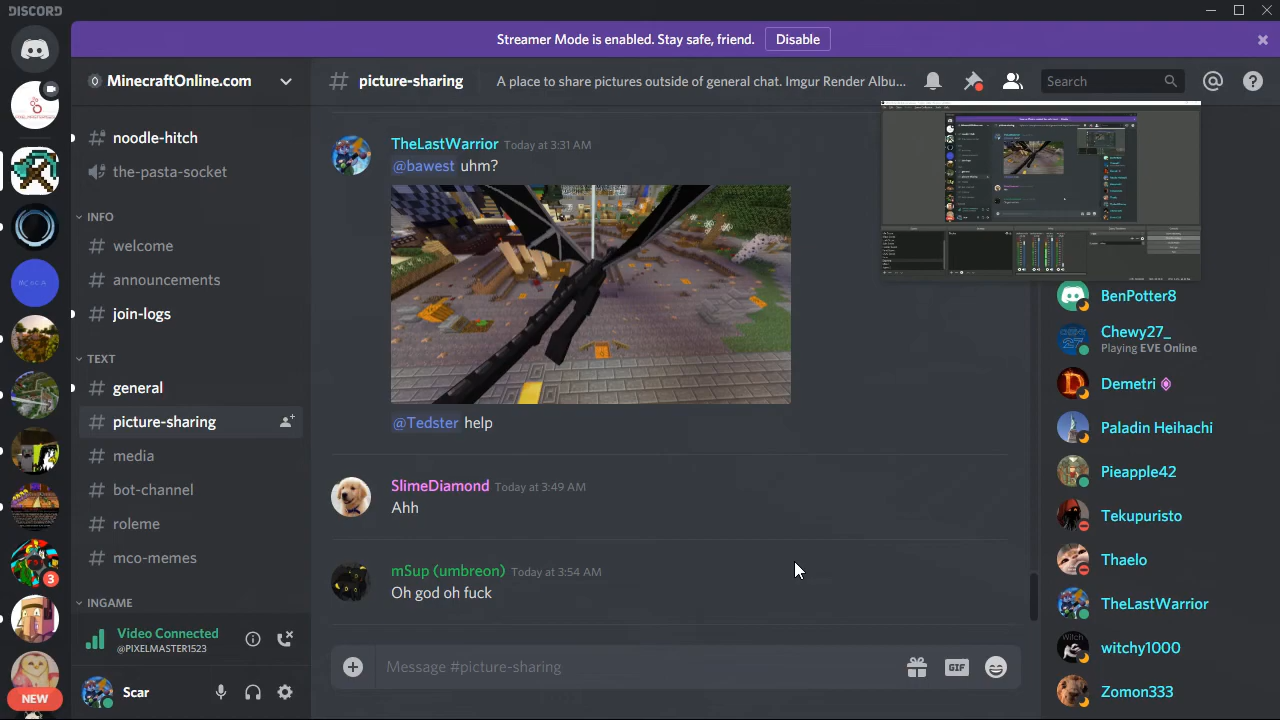 DISCORD
Streamer Mode is enabled. Stay safe, friend.
Disable
MinecraftOnline.com
picture-sharing
A place to share pictures outside of general chat. Imgur Render Albu...
Search
noodle-hitch
the-pasta-socket
INFO
welcome
announcements
join-logs
TEXT
general
picture-sharing
media
bot-channel
roleme
mco-memes
INGAME
Video Connected
@PIXELMASTER1523
Scar
3
NEW
TheLastWarrior Today at 3:31 AM
@bawest uhm?
@Tedster help
SlimeDiamond Today at 3:49 AM
Ahh
mSup (umbreon) Today at 3:54 AM
Oh god oh fuck
Message #picture-sharing
GIF
BenPotter8
Chewy27_
Playing EVE Online
Demetri
Paladin Heihachi
Pieapple42
Tekupuristo
Thaelo
TheLastWarrior
witchy1000
Zomon333